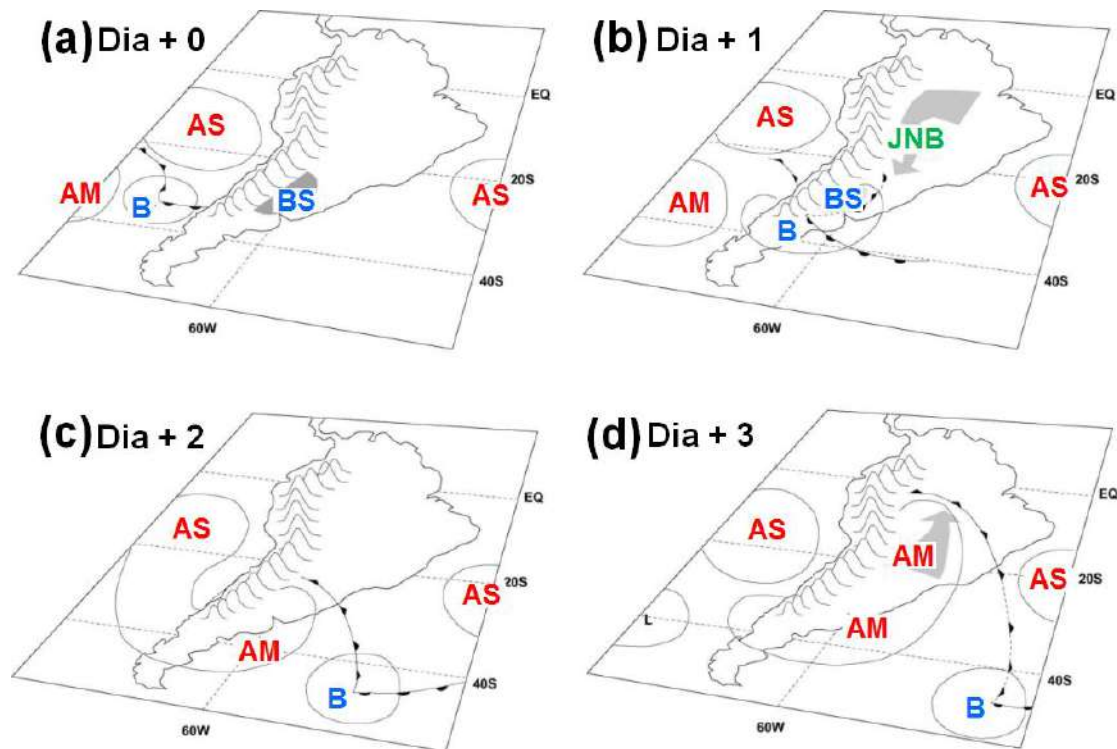 (a) Dia + 0
AS
EQ
AM
B
BS
20S
AS
40S
60W
(b) Dia + 1
AS
EQ
JNB
AM
BS
20S
AS
B
40S
60W
(c) Dia + 2
AS
EQ
20S
AS
AM
B
40S
60W
(d) Dia + 3
AS
EQ
AM
20S
AS
L
AM
40S
B
60W